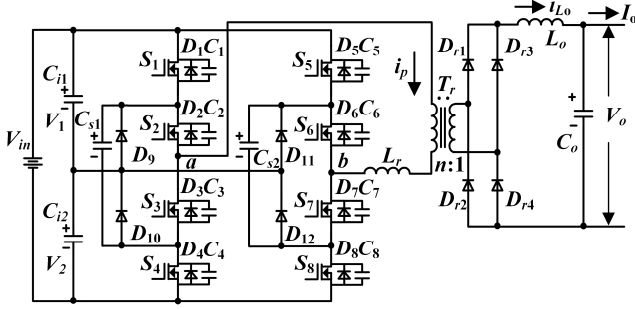 i_Lo I_o
D_1C_1 D_5C_5 L_o
S_1 S_5 D_r1 D_r3
C_i1 i_p T_r
D_2C_2 D_6C_6
V_1 C_s1 S_2 S_6
V_in D_9 a C_s2 D_11 b L_r n:1 C_o V_o
C_i2 D_3C_3 D_7C_7
S_3 S_7 D_r2 D_r4
D_10 D_12
V_2 D_4C_4 D_8C_8
S_4 S_8